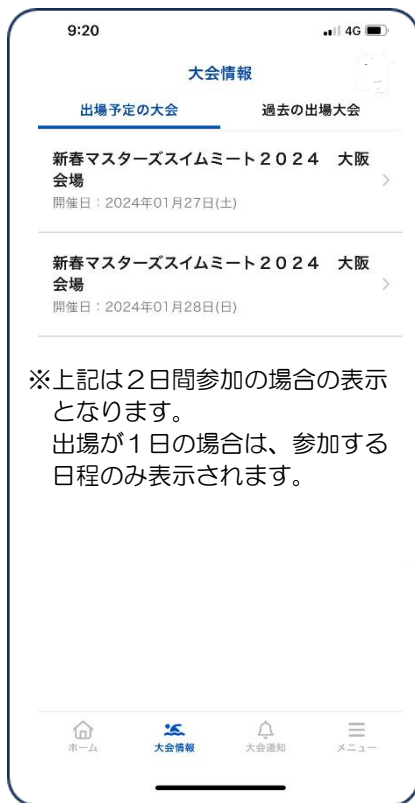 9:20 4G
大会情報
出場予定の大会 過去の出場大会
新春マスターズスイムミート２０２４　大阪
会場
開催日：2024年01月27日(土)
新春マスターズスイムミート２０２４　大阪
会場
開催日：2024年01月28日(日)
※上記は２日間参加の場合の表示
となります。
出場が１日の場合は、参加する
日程のみ表示されます。
ホーム 大会情報 大会通知 メニュー